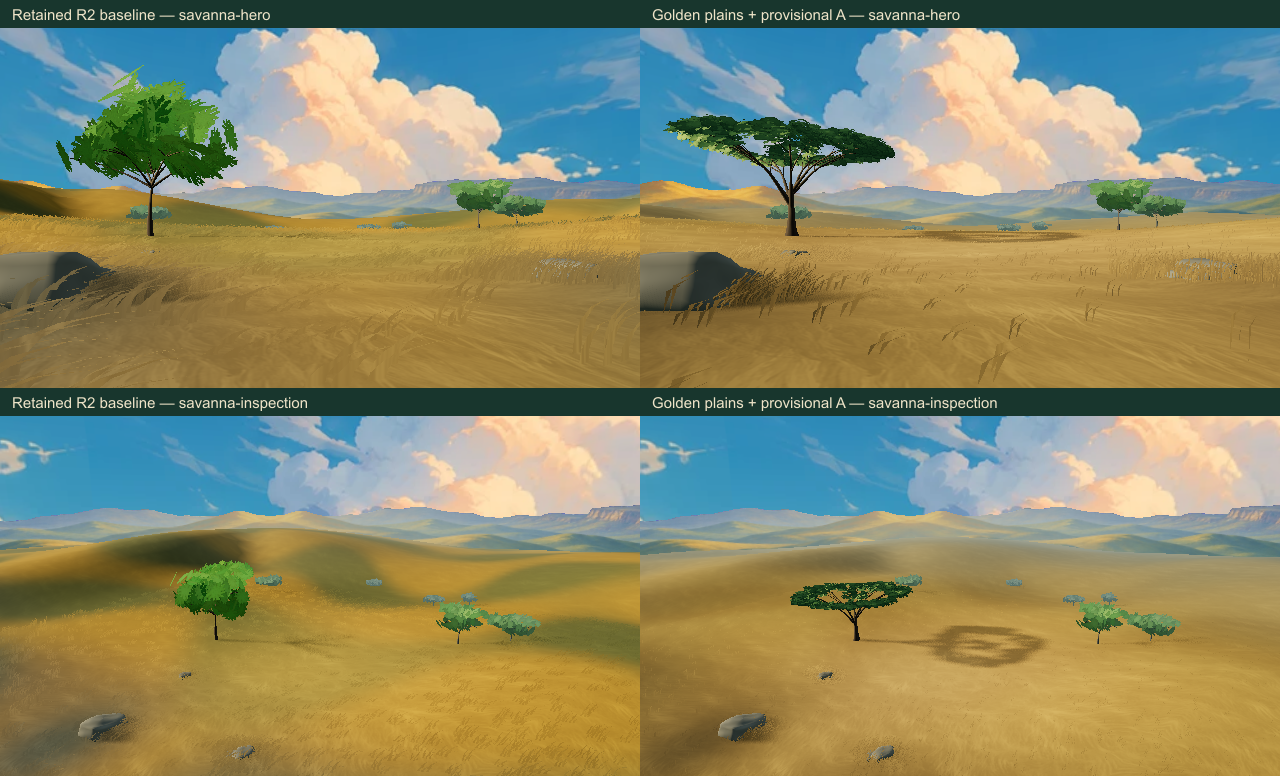 Retained R2 baseline — savanna-hero
Golden plains + provisional A — savanna-hero
Retained R2 baseline — savanna-inspection
Golden plains + provisional A — savanna-inspection